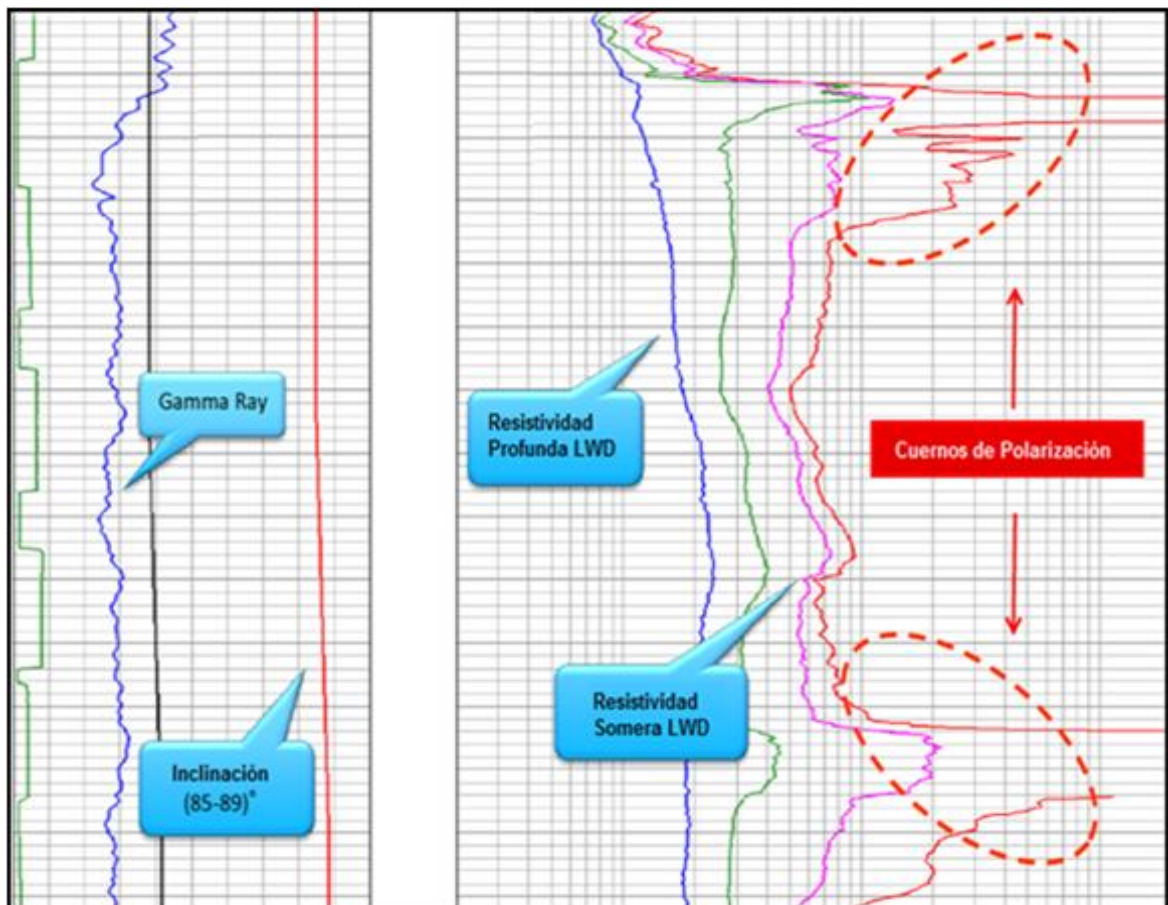 Gamma Ray
Resistividad
Profunda LWD
Cuernos de Polarización
Resistividad
Somera LWD
Inclinación
(85-89)°